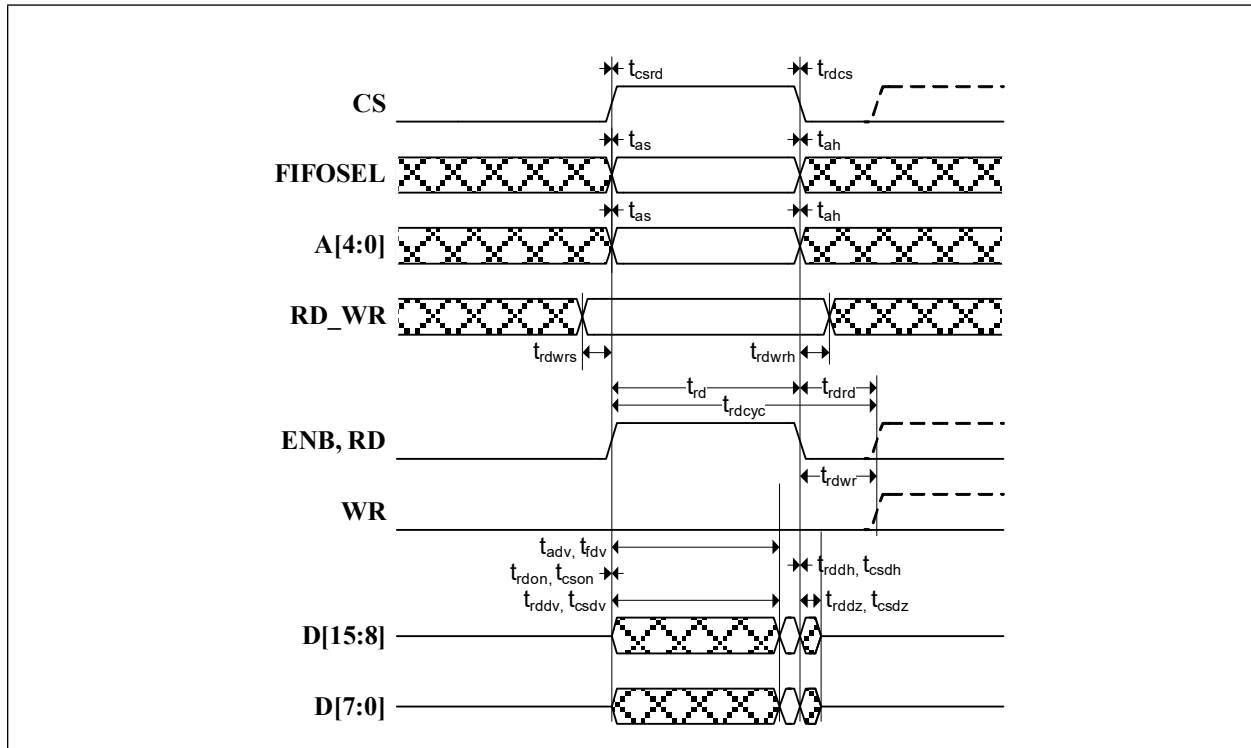 tcsrd trdcs
CS
tas tah
FIFOSEL
tas tah
A[4:0]
RD_WR
trdwrs trdwrh
trd trdrd
trdcyc
ENB, RD
trdwr
WR
tadv, tfdv
trdon, tcson trddh, tcsdh
trddv, tcsdv trddz, tcsdz
D[15:8]
D[7:0]